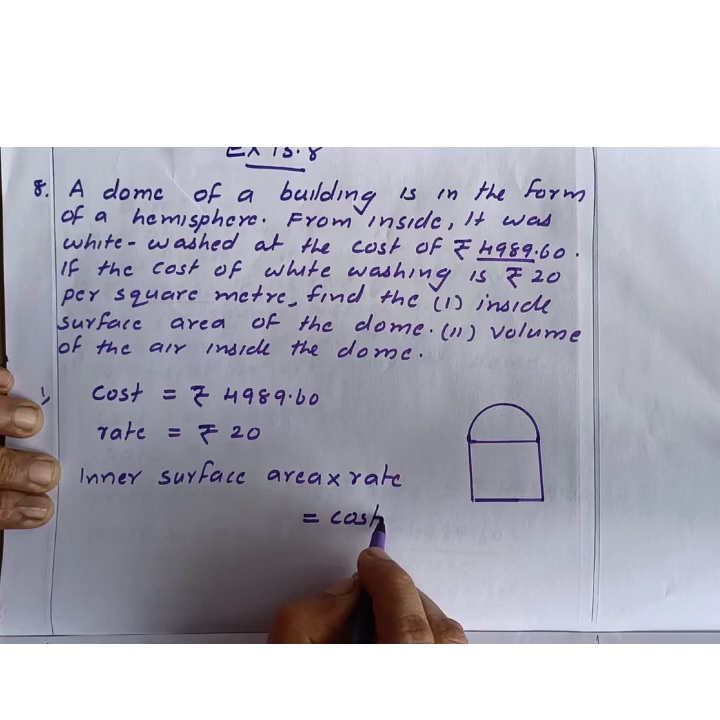 Ex 13.8
8. A dome of a building is in the form
of a hemisphere. From inside, it was
white-washed at the cost of ₹ 4989.60.
If the cost of white washing is ₹ 20
per square metre, find the (i) inside
surface area of the dome. (ii) volume
of the air inside the dome.
i, cost = ₹ 4989.60
rate = ₹ 20
Inner surface area x rate
= cost